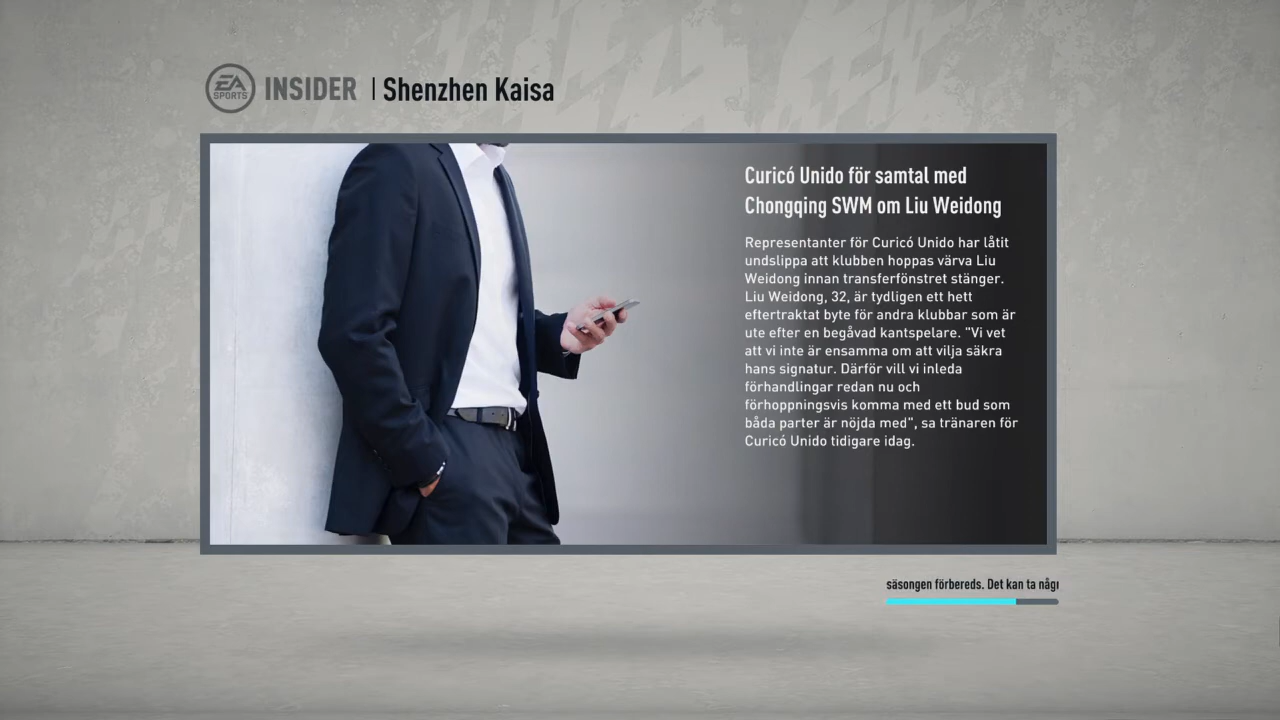 EA SPORTS INSIDER | Shenzhen Kaisa
Curicó Unido för samtal med
Chongqing SWM om Liu Weidong
Representanter för Curicó Unido har låtit
undslippa att klubben hoppas värva Liu
Weidong innan transferfönstret stänger.
Liu Weidong, 32, är tydligen ett hett
eftertraktat byte för andra klubbar som är
ute efter en begåvad kantspelare. "Vi vet
att vi inte är ensamma om att vilja säkra
hans signatur. Därför vill vi inleda
förhandlingar redan nu och
förhoppningsvis komma med ett bud som
båda parter är nöjda med", sa tränaren för
Curicó Unido tidigare idag.
säsongen förbereds. Det kan ta